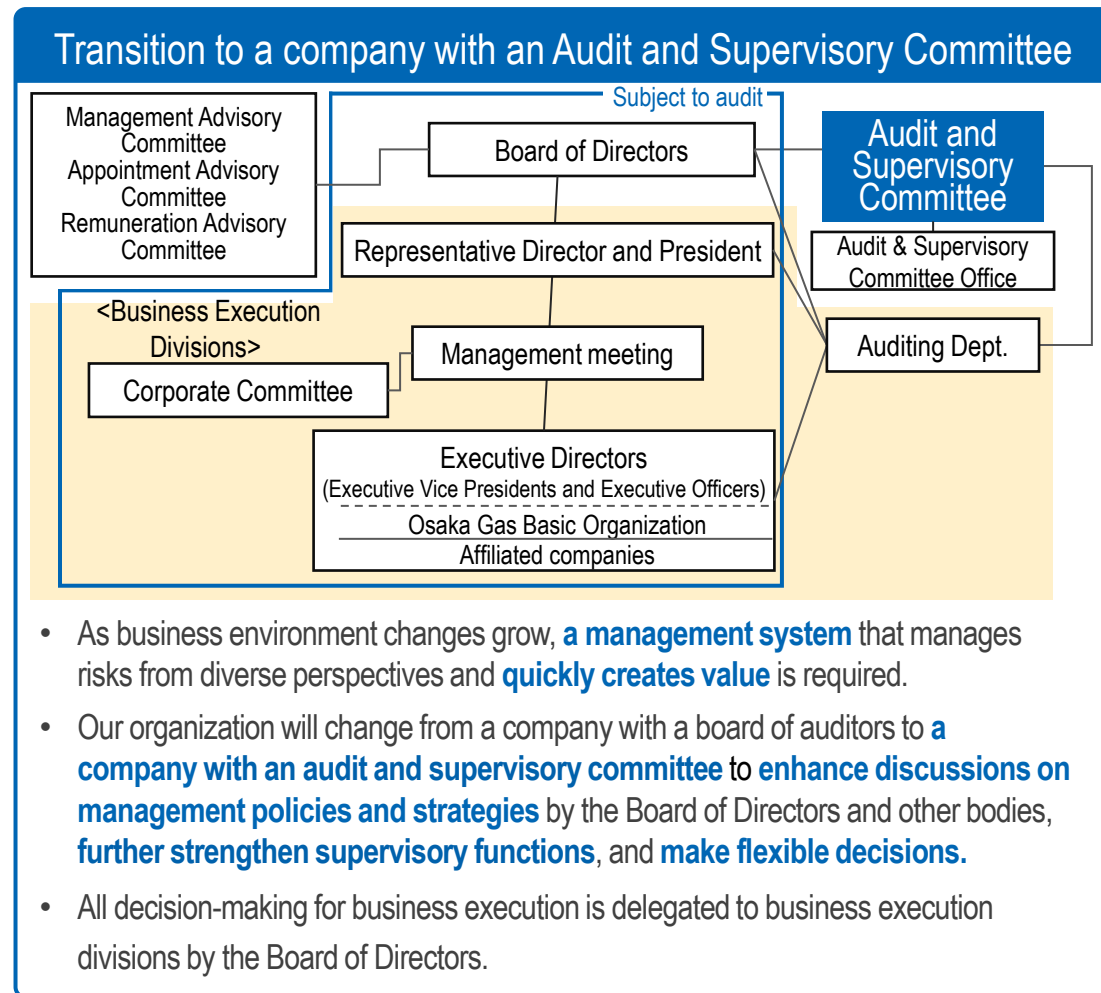 Transition to a company with an Audit and Supervisory Committee
Subject to audit
Management Advisory
Committee
Appointment Advisory
Committee
Remuneration Advisory
Committee
Board of Directors
Audit and
Supervisory
Committee
Representative Director and President
Audit & Supervisory
Committee Office
<Business Execution
Divisions>
Management meeting
Auditing Dept.
Corporate Committee
Executive Directors
(Executive Vice Presidents and Executive Officers)
Osaka Gas Basic Organization
Affiliated companies
• As business environment changes grow, a management system that manages
risks from diverse perspectives and quickly creates value is required.
• Our organization will change from a company with a board of auditors to a
company with an audit and supervisory committee to enhance discussions on
management policies and strategies by the Board of Directors and other bodies,
further strengthen supervisory functions, and make flexible decisions.
• All decision-making for business execution is delegated to business execution
divisions by the Board of Directors.